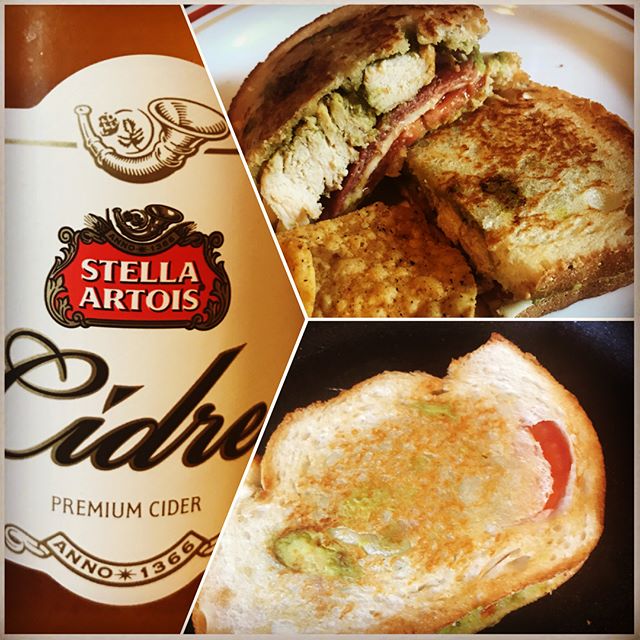 ANNO 1366
STELLA
ARTOIS
Cidre
PREMIUM CIDER
ANNO * 1366